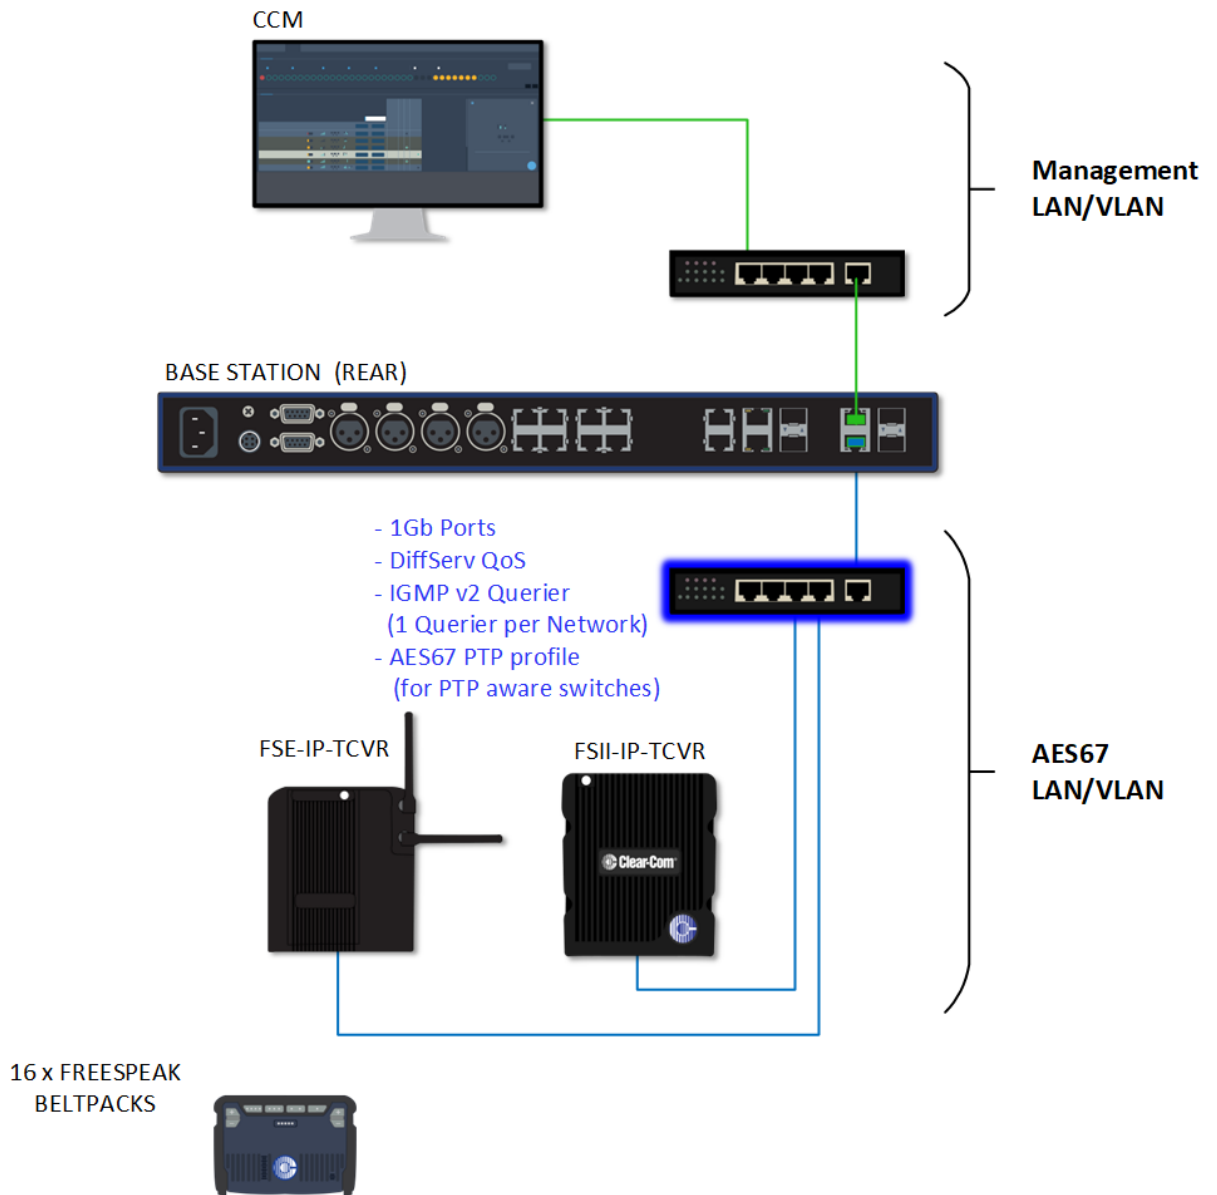 CCM
Management
LAN/VLAN
BASE STATION (REAR)
- 1Gb Ports
- DiffServ QoS
- IGMP v2 Querier
(1 Querier per Network)
- AES67 PTP profile
(for PTP aware switches)
FSE-IP-TCVR
FSII-IP-TCVR
Clear-Com
AES67
LAN/VLAN
16 x FREESPEAK
BELTPACKS